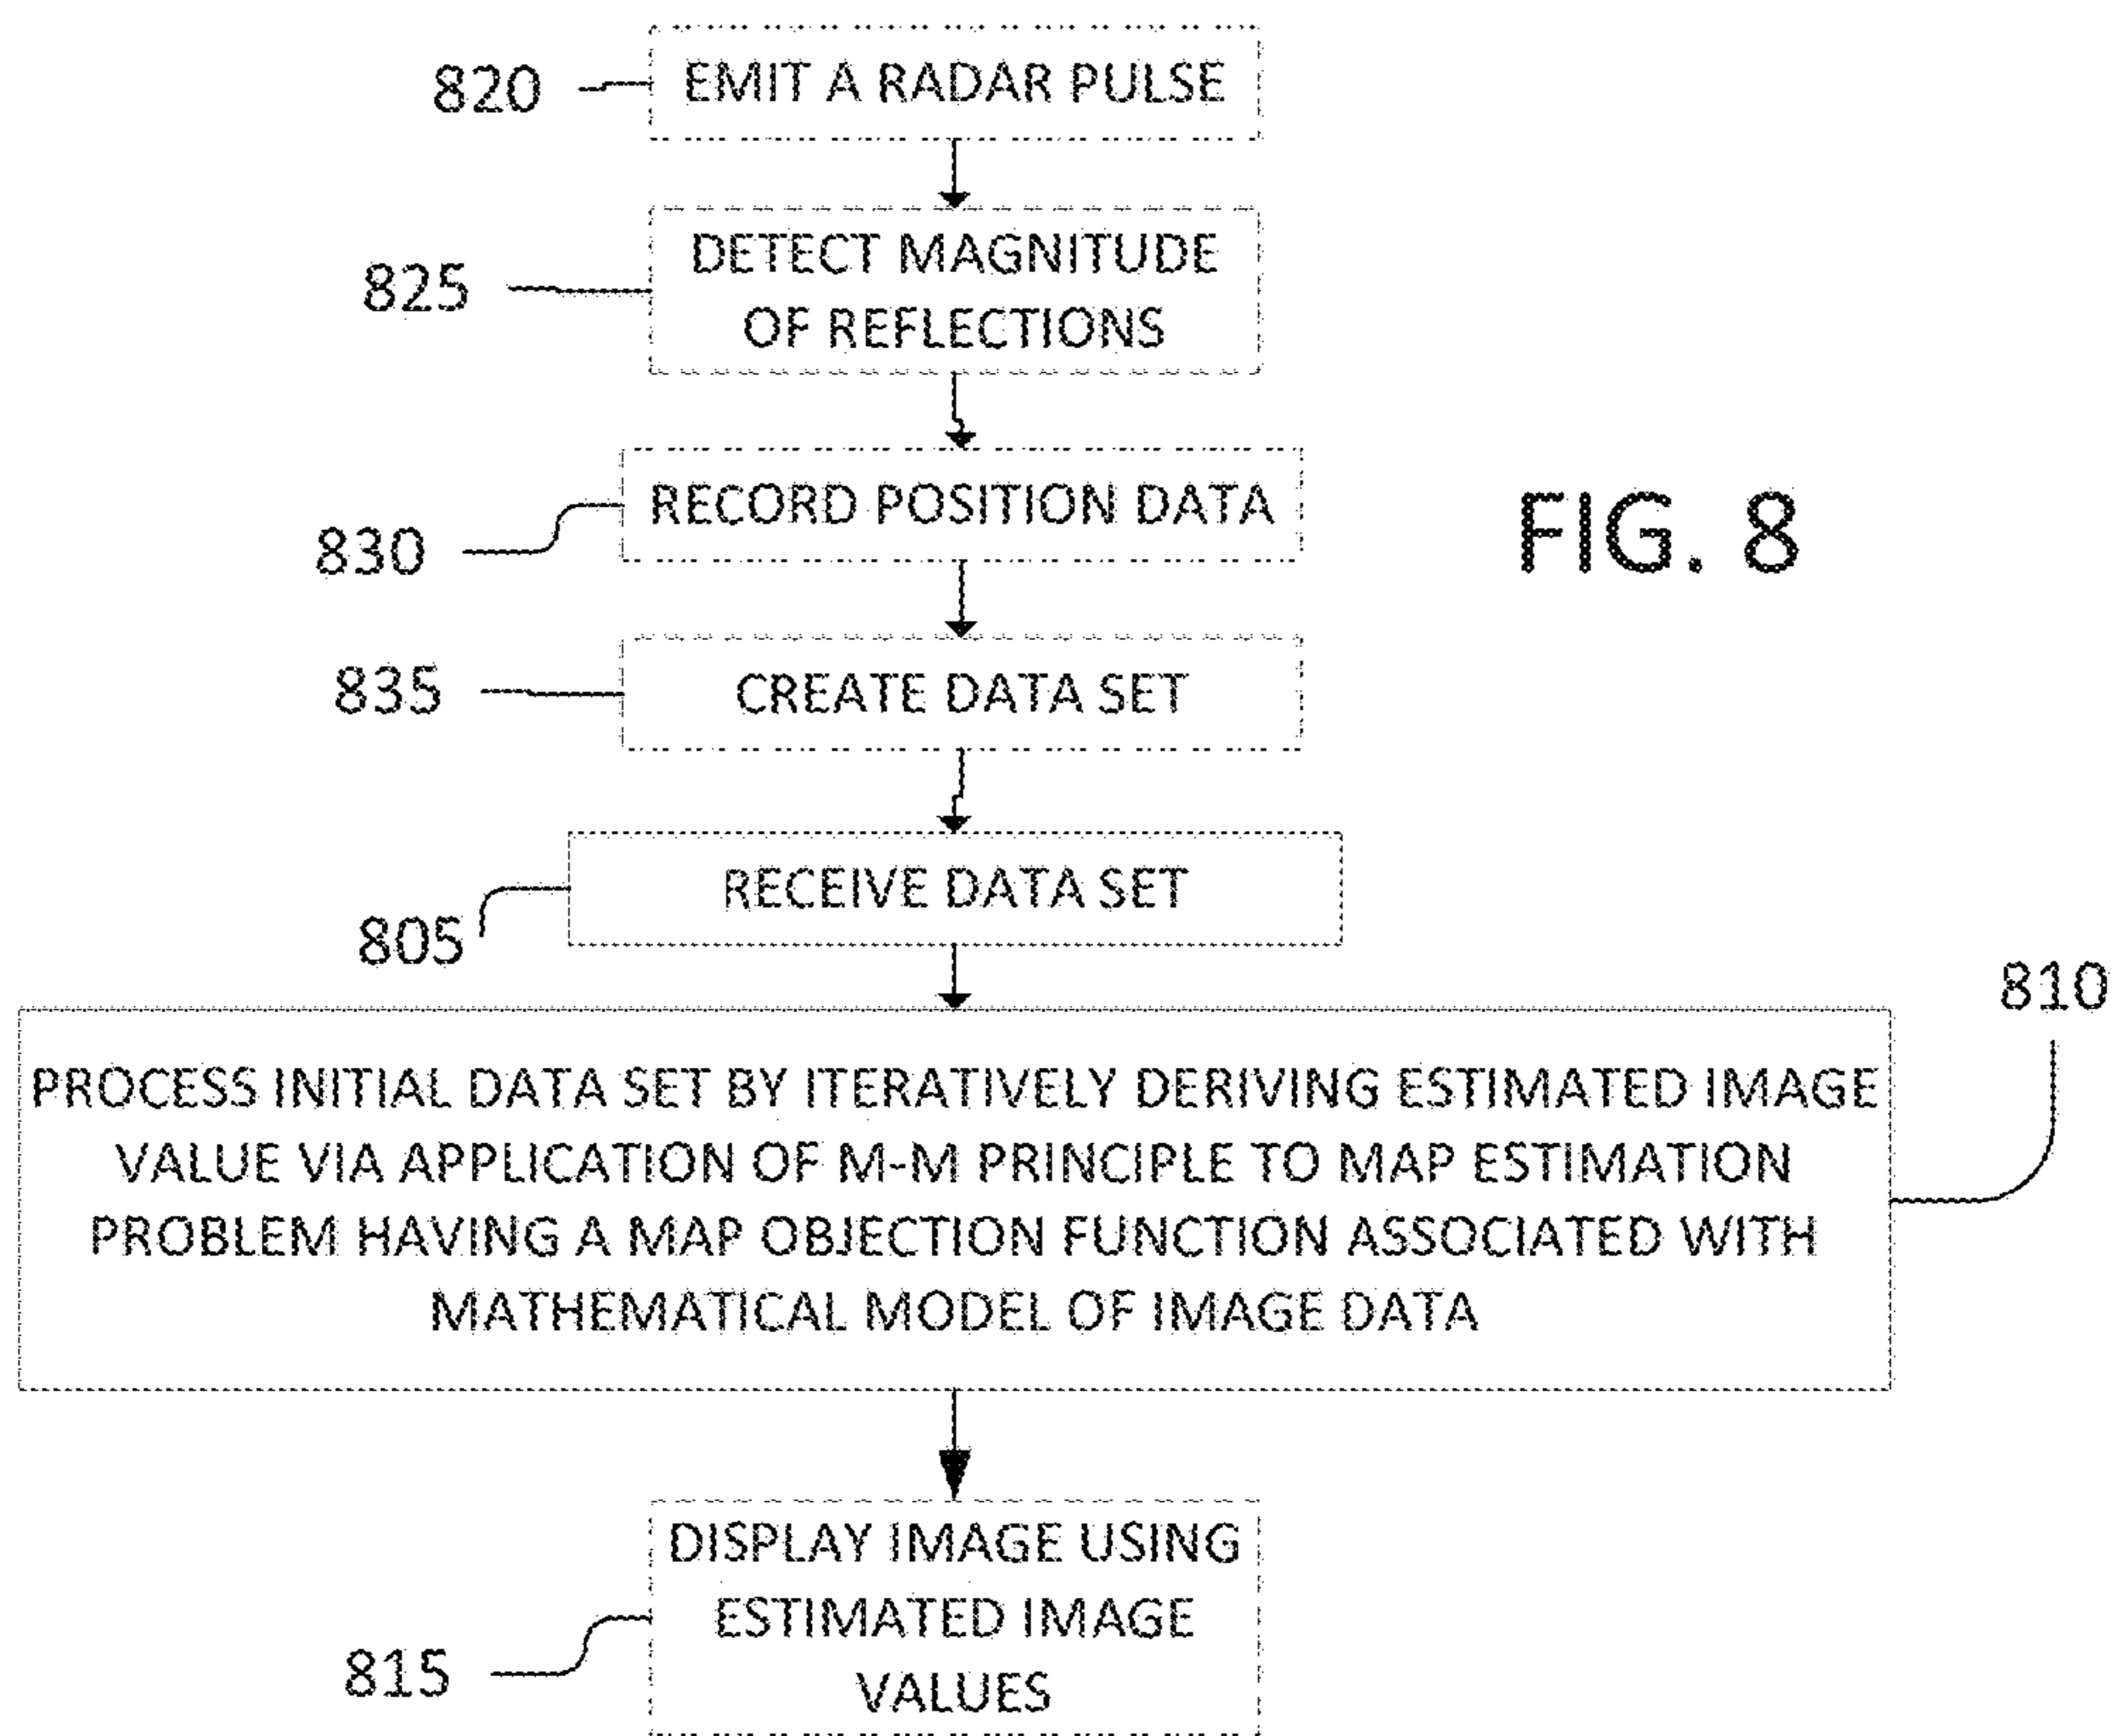 820
EMIT A RADAR PULSE
825
DETECT MAGNITUDE
OF REFLECTIONS
830
RECORD POSITION DATA
FIG. 8
835
CREATE DATA SET
805
RECEIVE DATA SET
810
PROCESS INITIAL DATA SET BY ITERATIVELY DERIVING ESTIMATED IMAGE
VALUE VIA APPLICATION OF M-M PRINCIPLE TO MAP ESTIMATION
PROBLEM HAVING A MAP OBJECTION FUNCTION ASSOCIATED WITH
MATHEMATICAL MODEL OF IMAGE DATA
815
DISPLAY IMAGE USING
ESTIMATED IMAGE
VALUES